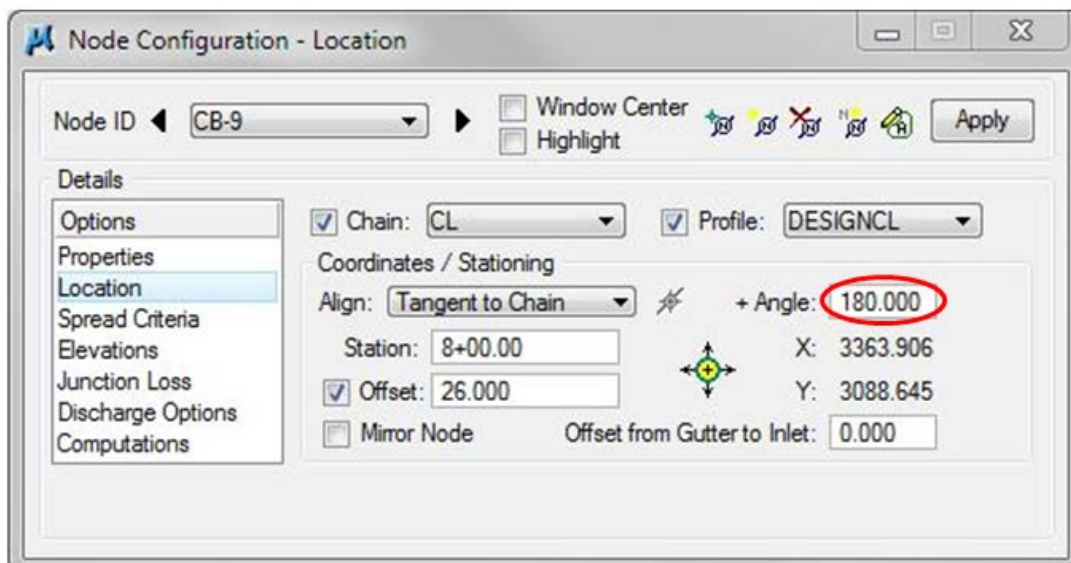 Node Configuration - Location
Node ID CB-9 Window Center Highlight Apply
Details
Options
Properties
Location
Spread Criteria
Elevations
Junction Loss
Discharge Options
Computations
Chain: CL Profile: DESIGNCL
Coordinates / Stationing
Align: Tangent to Chain + Angle: 180.000
Station: 8+00.00 X: 3363.906
Offset: 26.000 Y: 3088.645
Mirror Node Offset from Gutter to Inlet: 0.000